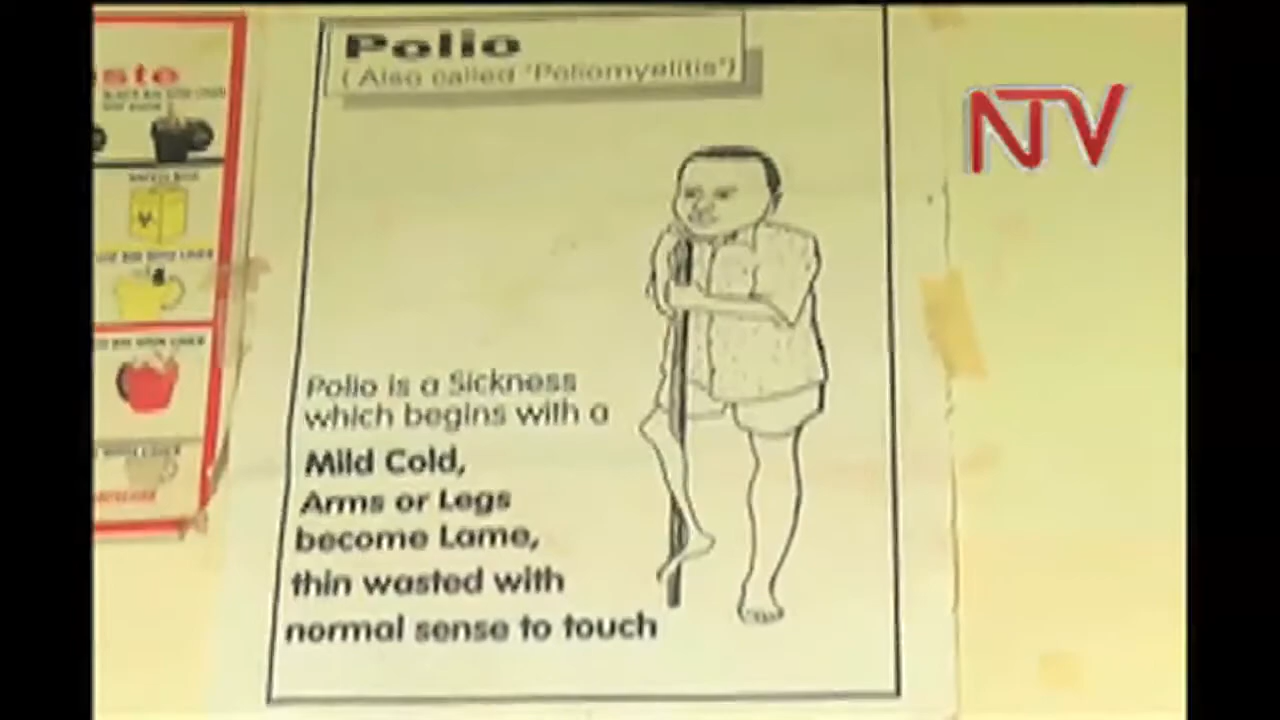 Polio
(Also called 'Poliomyelitis')
NTV
Polio is a Sickness
which begins with a
Mild Cold,
Arms or Legs
become Lame,
thin wasted with
normal sense to touch